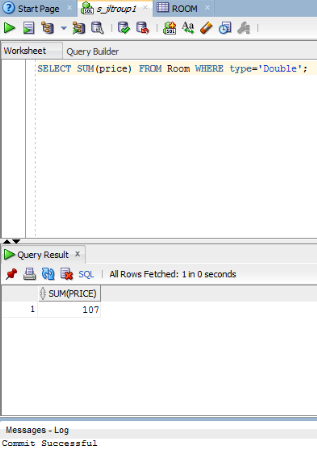 Start Page × s_jltroup1 × ROOM ×
Worksheet Query Builder
SELECT SUM(price) FROM Room WHERE type='Double';
Query Result ×
SQL | All Rows Fetched: 1 in 0 seconds
SUM(PRICE)
1 107
Messages - Log
Commit Successful